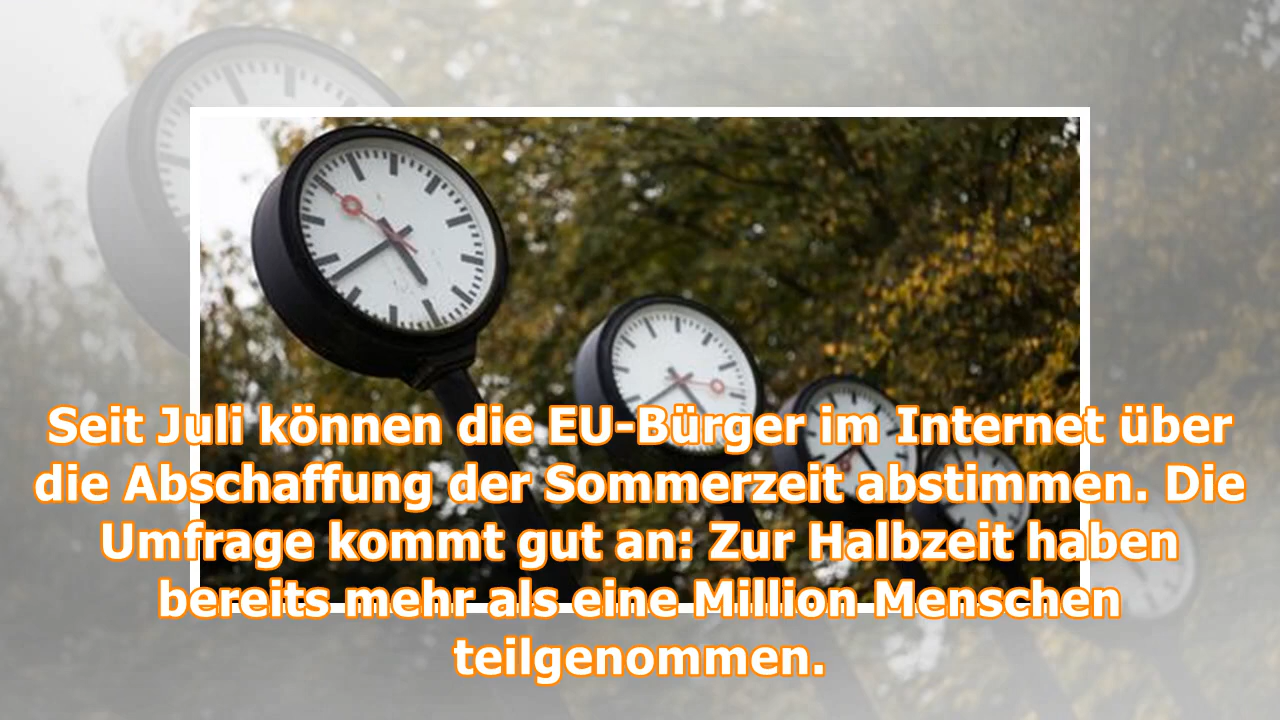 Seit Juli können die EU-Bürger im Internet über
die Abschaffung der Sommerzeit abstimmen. Die
Umfrage kommt gut an: Zur Halbzeit haben
bereits mehr als eine Million Menschen
teilgenommen.